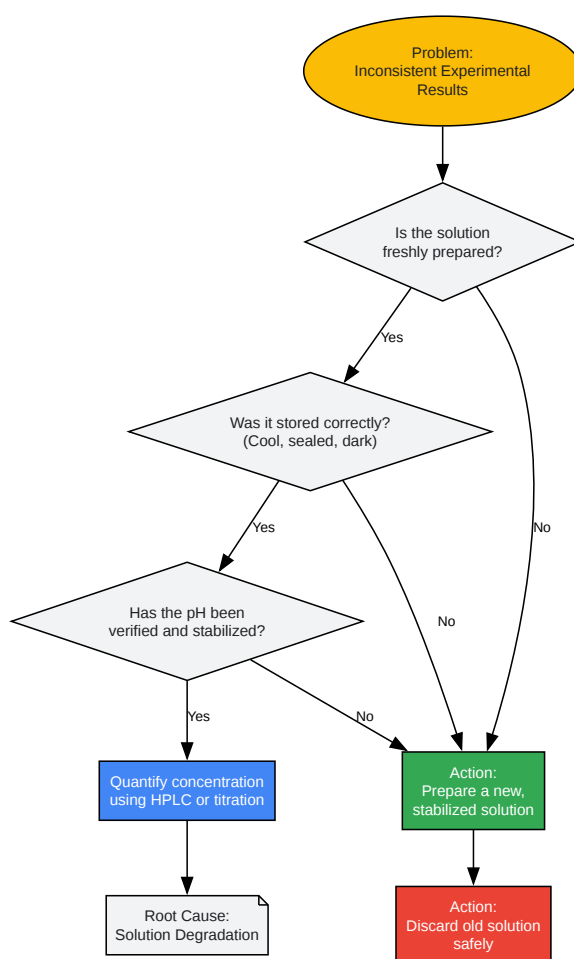 Problem:
Inconsistent Experimental
Results
Is the solution
freshly prepared?
Yes
Was it stored correctly?
(Cool, sealed, dark)
Yes
No
Has the pH been
verified and stabilized?
No
Yes
No
Quantify concentration
using HPLC or titration
Action:
Prepare a new,
stabilized solution
Root Cause:
Solution Degradation
Action:
Discard old solution
safely